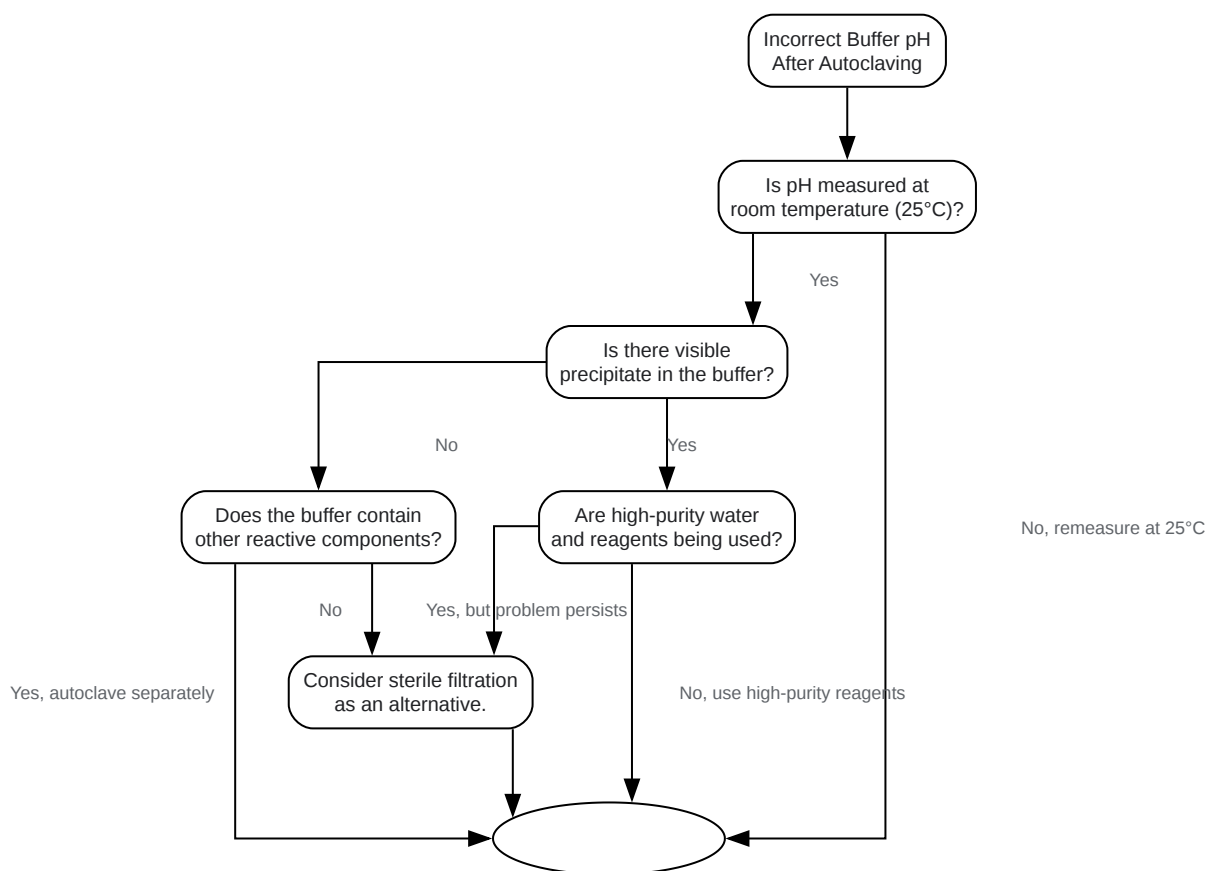 Incorrect Buffer pH
After Autoclaving
Is pH measured at
room temperature (25°C)?
Yes
Is there visible
precipitate in the buffer?
No
Yes
Does the buffer contain
other reactive components?
Are high-purity water
and reagents being used?
No, remeasure at 25°C
No
Yes, but problem persists
Consider sterile filtration
as an alternative.
Yes, autoclave separately
No, use high-purity reagents